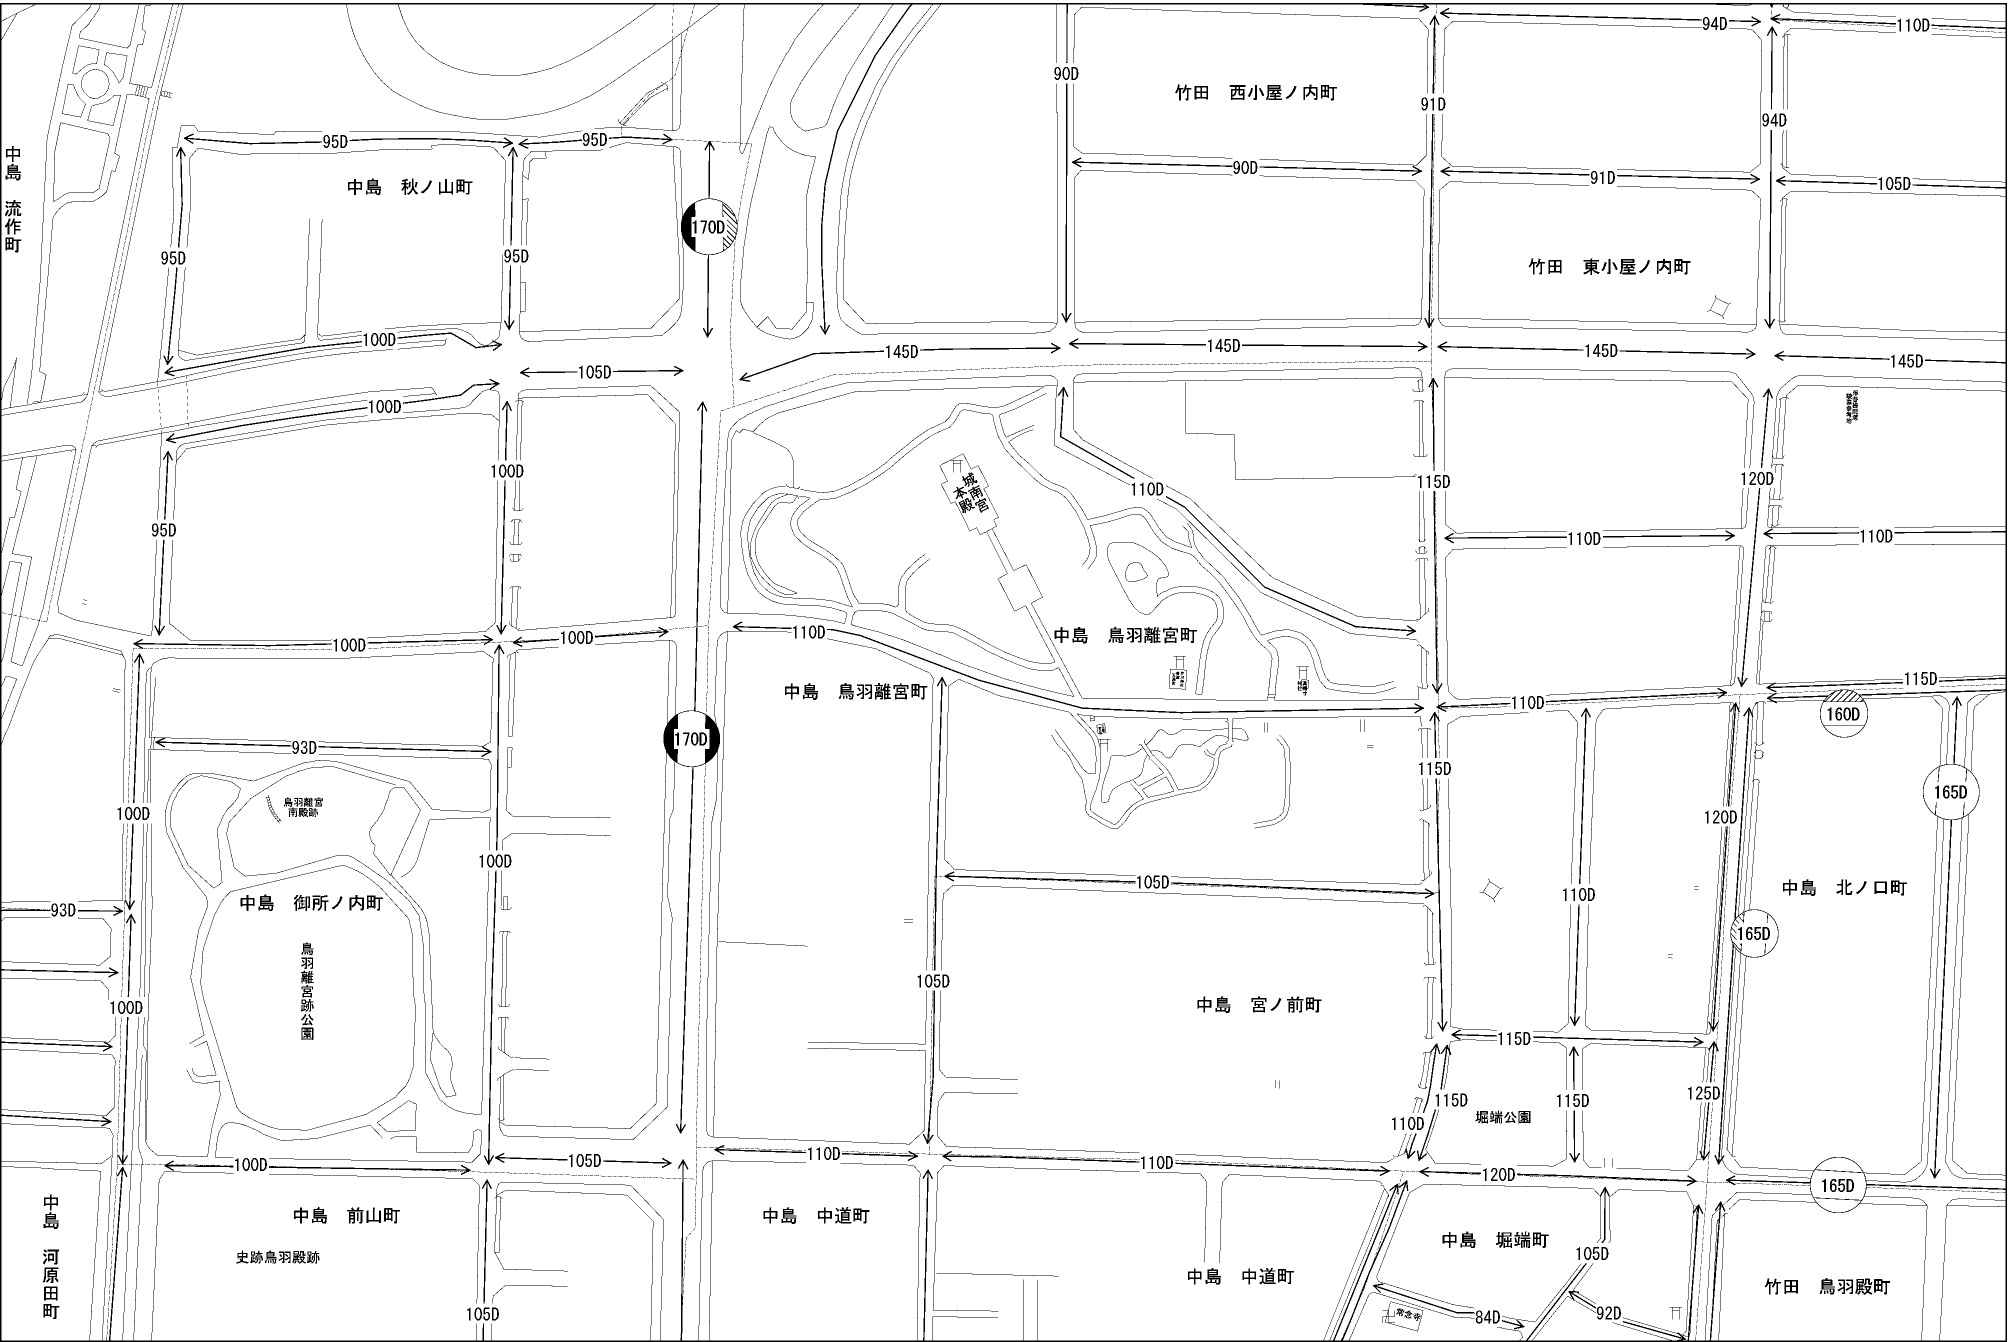 94D
110D
90D
竹田　西小屋ノ内町
91D
94D
95D
95D
中島　流作町
中島　秋ノ山町
90D
91D
105D
170D
95D
95D
竹田　東小屋ノ内町
100D
145D
145D
145D
145D
105D
100D
100D
城南宮
本殿
110D
115D
120D
95D
110D
110D
100D
100D
110D
中島　鳥羽離宮町
115D
中島　鳥羽離宮町
110D
160D
170D
93D
115D
165D
鳥羽離宮
南殿跡
100D
120D
100D
105D
110D
中島　北ノ口町
93D
中島　御所ノ内町
165D
鳥羽離宮跡公園
105D
100D
中島　宮ノ前町
115D
125D
115D
115D
堀端公園
110D
110D
100D
105D
110D
120D
165D
中島　河原田町
中島　前山町
中島　中道町
中島　堀端町
史跡鳥羽殿跡
105D
中島　中道町
竹田　鳥羽殿町
105D
常念寺
84D
92D